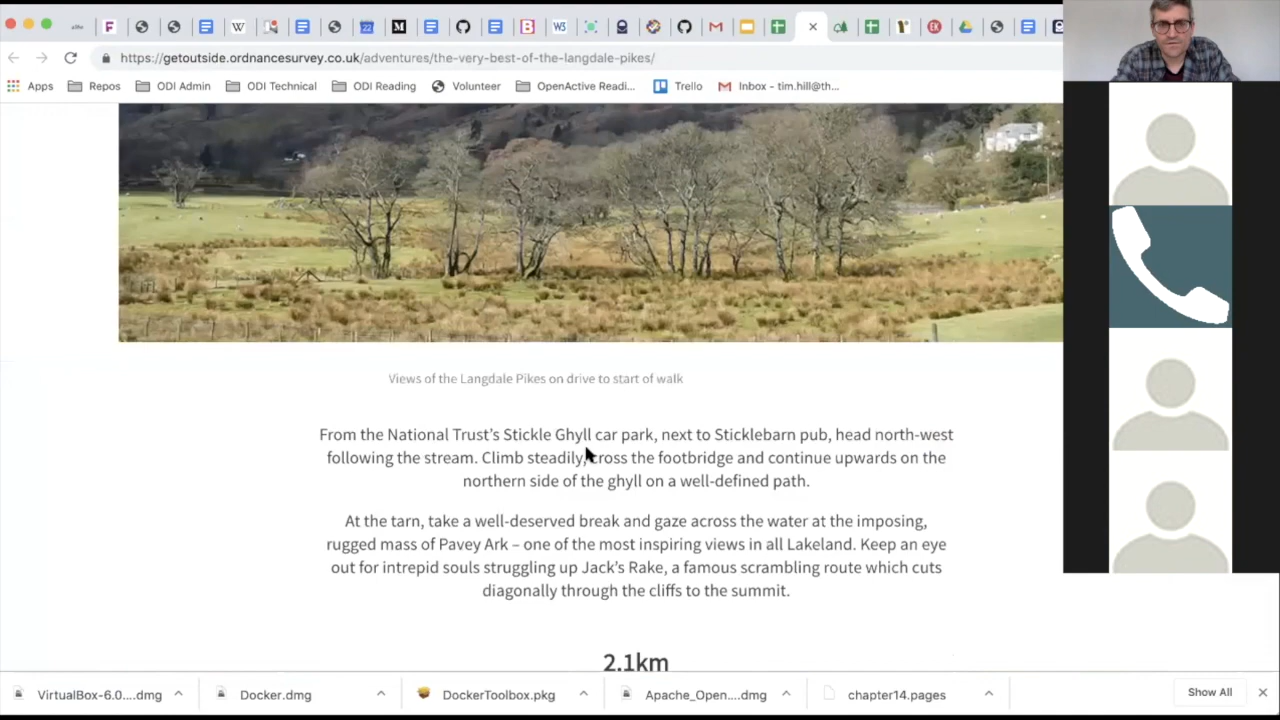 https://getoutside.ordnancesurvey.co.uk/adventures/the-very-best-of-the-langdale-pikes/
Apps Repos ODI Admin ODI Technical ODI Reading Volunteer OpenActive Readi... Trello Inbox - tim.hill@th...
Views of the Langdale Pikes on drive to start of walk
From the National Trust's Stickle Ghyll car park, next to Sticklebarn pub, head north-west
following the stream. Climb steadily, cross the footbridge and continue upwards on the
northern side of the ghyll on a well-defined path.
At the tarn, take a well-deserved break and gaze across the water at the imposing,
rugged mass of Pavey Ark – one of the most inspiring views in all Lakeland. Keep an eye
out for intrepid souls struggling up Jack's Rake, a famous scrambling route which cuts
diagonally through the cliffs to the summit.
2.1km
VirtualBox-6.0....dmg Docker.dmg DockerToolbox.pkg Apache_Open....dmg chapter14.pages Show All